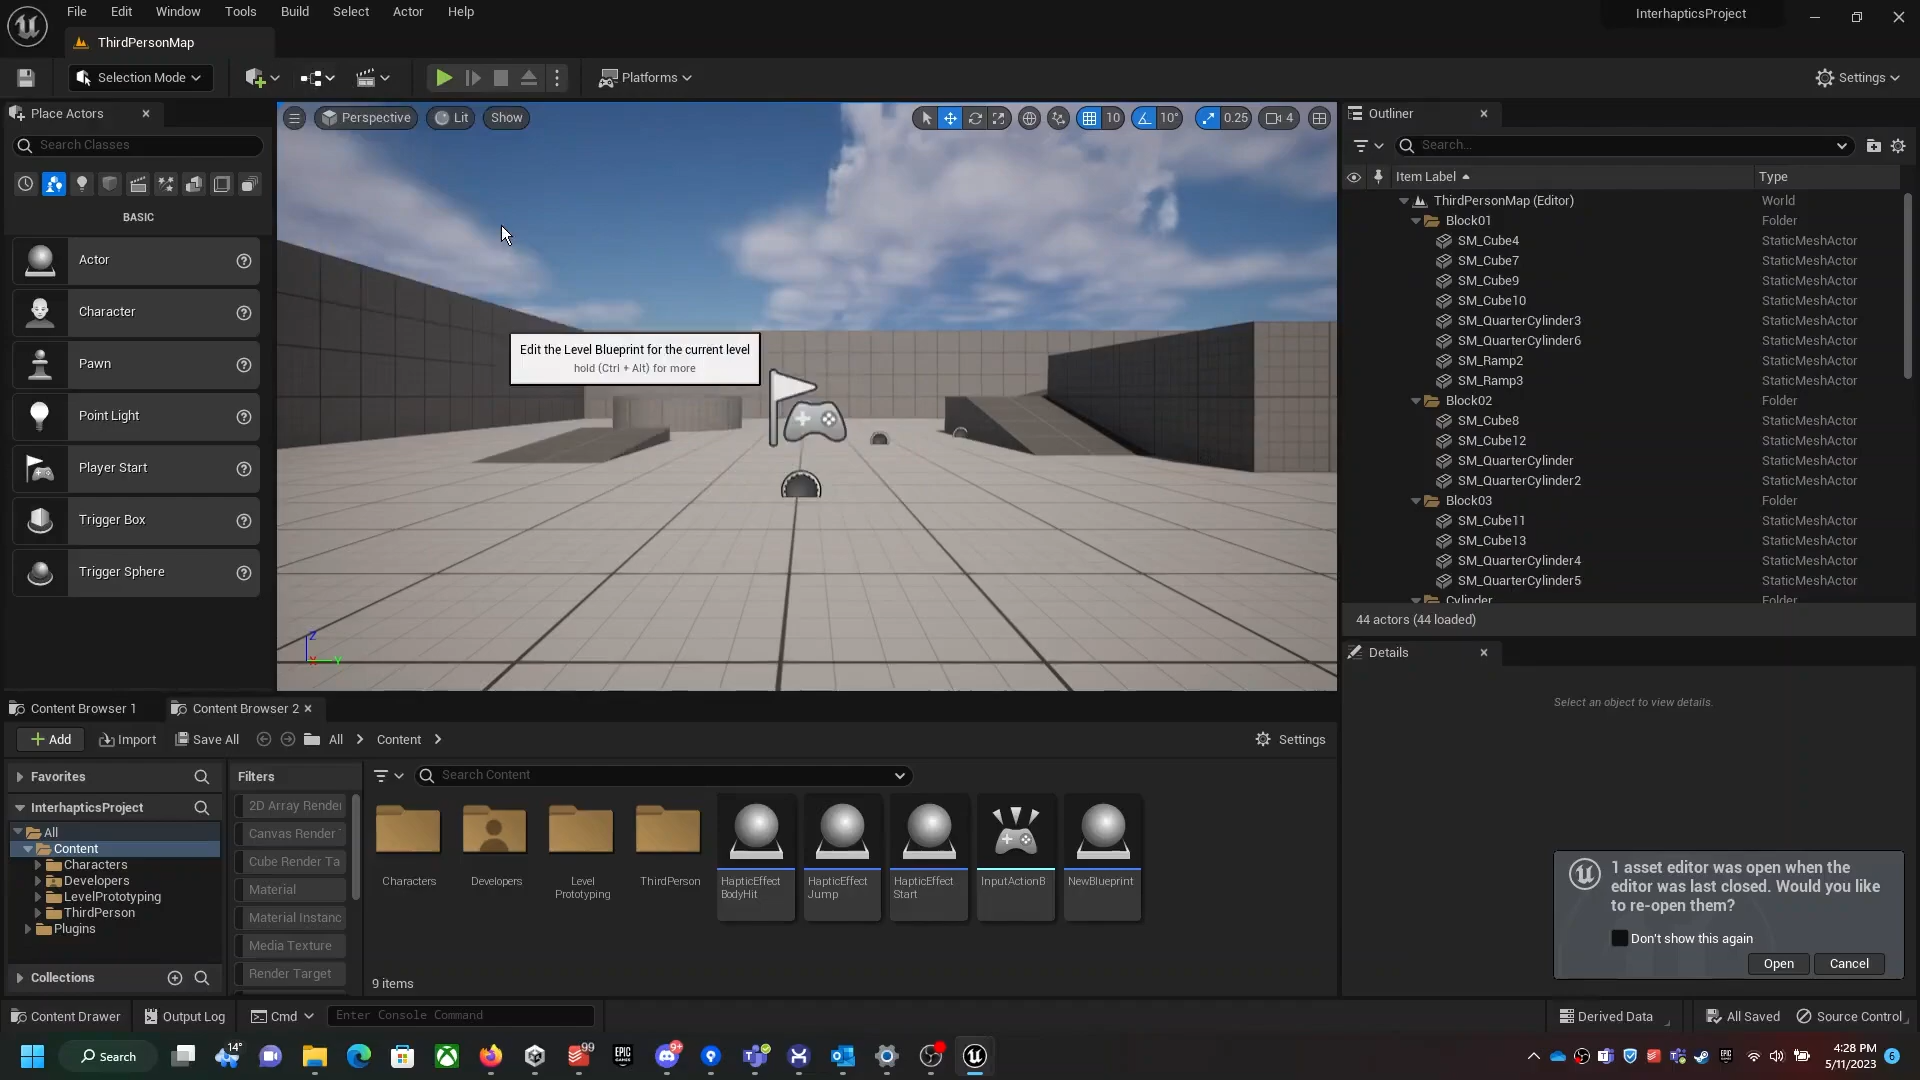 File Edit Window Tools Build Select Actor Help
InterhapticsProject
ThirdPersonMap
Selection Mode
Platforms
Settings
Place Actors
Search Classes
BASIC
Actor
Character
Pawn
Point Light
Player Start
Trigger Box
Trigger Sphere
Perspective Lit Show
10 10° 0.25 4
Edit the Level Blueprint for the current level
hold (Ctrl + Alt) for more
Z
X Y
Outliner
Search...
Item Label Type
ThirdPersonMap (Editor) World
Block01 Folder
SM_Cube4 StaticMeshActor
SM_Cube7 StaticMeshActor
SM_Cube9 StaticMeshActor
SM_Cube10 StaticMeshActor
SM_QuarterCylinder3 StaticMeshActor
SM_QuarterCylinder6 StaticMeshActor
SM_Ramp2 StaticMeshActor
SM_Ramp3 StaticMeshActor
Block02 Folder
SM_Cube8 StaticMeshActor
SM_Cube12 StaticMeshActor
SM_QuarterCylinder StaticMeshActor
SM_QuarterCylinder2 StaticMeshActor
Block03 Folder
SM_Cube11 StaticMeshActor
SM_Cube13 StaticMeshActor
SM_QuarterCylinder4 StaticMeshActor
SM_QuarterCylinder5 StaticMeshActor
Cylinder Folder
44 actors (44 loaded)
Details
Select an object to view details.
Content Browser 1 Content Browser 2
Add Import Save All All Content Settings
Favorites
InterhapticsProject
All
Content
Characters
Developers
LevelPrototyping
ThirdPerson
Plugins
Collections
Filters
2D Array Render
Canvas Render
Cube Render Ta
Material
Material Instanc
Media Texture
Render Target
Search Content
Characters
Developers
Level
Prototyping
ThirdPerson
HapticEffect
BodyHit
HapticEffect
Jump
HapticEffect
Start
InputActionB
NewBlueprint
9 items
1 asset editor was open when the
editor was last closed. Would you like
to re-open them?
Don't show this again
Open Cancel
Content Drawer Output Log Cmd Enter Console Command
Derived Data All Saved Source Control
Search
14°
99
EPIC
GAMES
9+
4:28 PM
5/11/2023
6